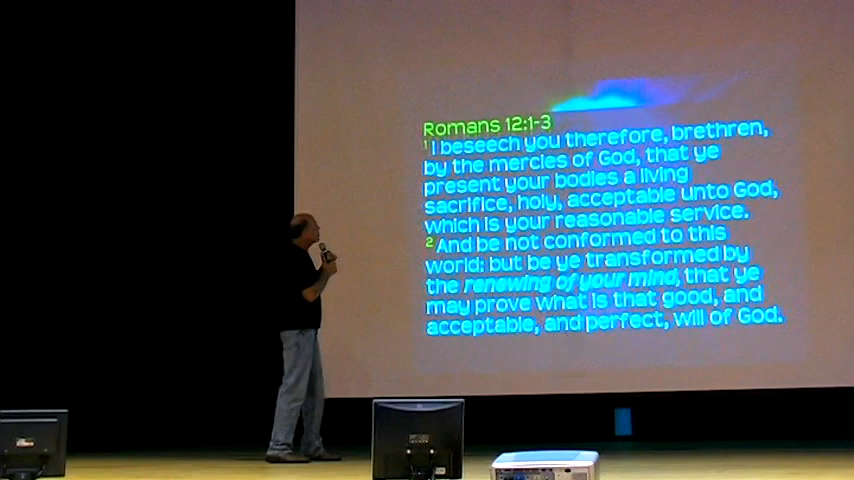 Romans 12:1-3
1 I beseech you therefore, brethren,
by the mercies of God, that ye
present your bodies a living
sacrifice, holy, acceptable unto God,
which is your reasonable service.
2 And be not conformed to this
world: but be ye transformed by
the renewing of your mind, that ye
may prove what is that good, and
acceptable, and perfect, will of God.